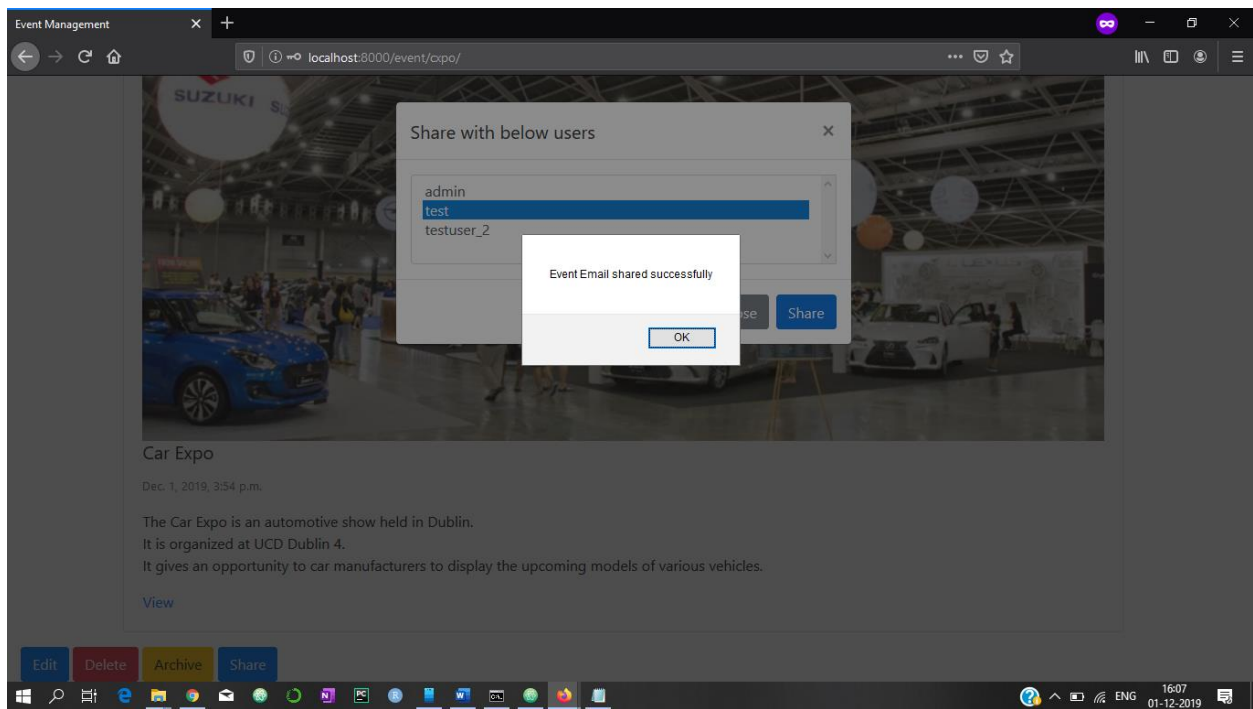 Event Management
localhost:8000/event/cxpo/
SUZUKI
Share with below users
admin
test
testuser_2
Event Email shared successfully
OK
Share
Car Expo
Dec. 1, 2019, 3:54 p.m.
The Car Expo is an automotive show held in Dublin.
It is organized at UCD Dublin 4.
It gives an opportunity to car manufacturers to display the upcoming models of various vehicles.
View
Edit Delete Archive Share
ENG
16:07
01-12-2019